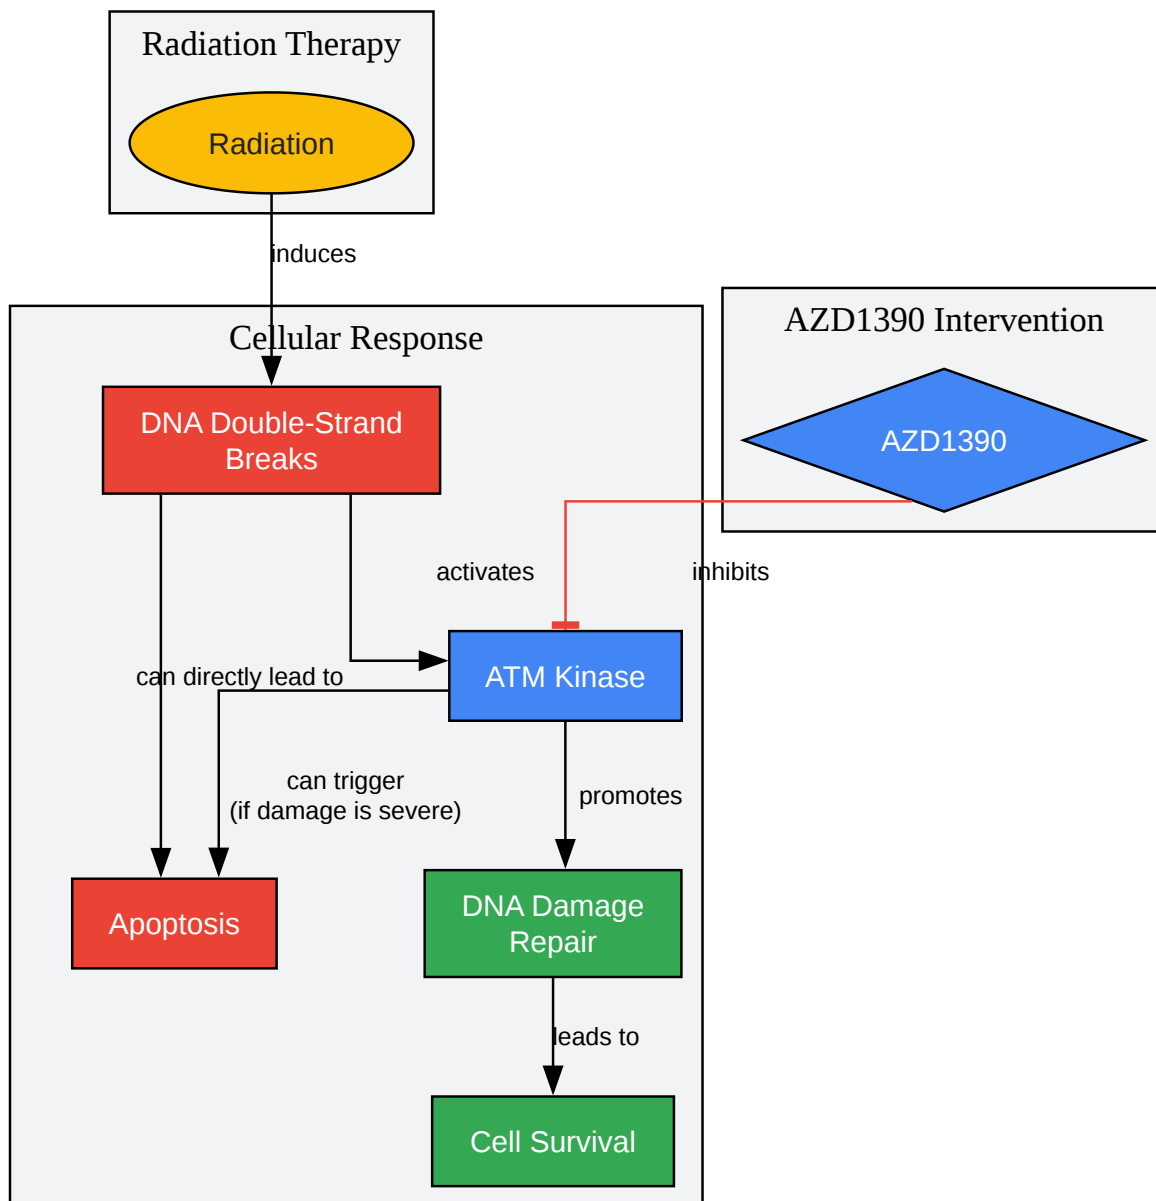 Radiation Therapy
Radiation
induces
Cellular Response
AZD1390 Intervention
DNA Double-Strand
Breaks
AZD1390
activates
inhibits
can directly lead to
ATM Kinase
can trigger
(if damage is severe)
promotes
Apoptosis
DNA Damage
Repair
leads to
Cell Survival